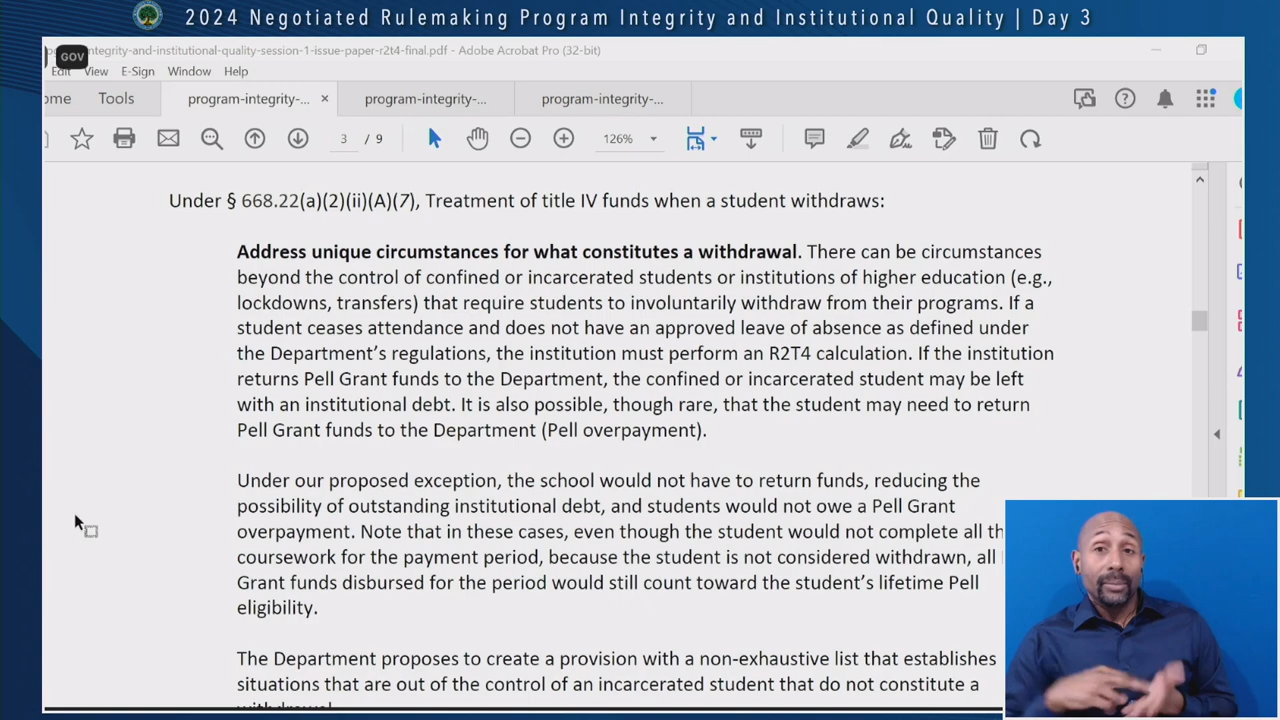 2024 Negotiated Rulemaking Program Integrity and Institutional Quality | Day 3
GOV
ntegrity-and-institutional-quality-session-1-issue-paper-r2t4-final.pdf - Adobe Acrobat Pro (32-bit)
Edit View E-Sign Window Help
ome Tools program-integrity-... × program-integrity-... program-integrity-...
3 / 9 126%
Under § 668.22(a)(2)(ii)(A)(7), Treatment of title IV funds when a student withdraws:
Address unique circumstances for what constitutes a withdrawal. There can be circumstances
beyond the control of confined or incarcerated students or institutions of higher education (e.g.,
lockdowns, transfers) that require students to involuntarily withdraw from their programs. If a
student ceases attendance and does not have an approved leave of absence as defined under
the Department’s regulations, the institution must perform an R2T4 calculation. If the institution
returns Pell Grant funds to the Department, the confined or incarcerated student may be left
with an institutional debt. It is also possible, though rare, that the student may need to return
Pell Grant funds to the Department (Pell overpayment).
Under our proposed exception, the school would not have to return funds, reducing the
possibility of outstanding institutional debt, and students would not owe a Pell Grant
overpayment. Note that in these cases, even though the student would not complete all th
coursework for the payment period, because the student is not considered withdrawn, all
Grant funds disbursed for the period would still count toward the student’s lifetime Pell
eligibility.
The Department proposes to create a provision with a non-exhaustive list that establishes
situations that are out of the control of an incarcerated student that do not constitute a
withdrawal